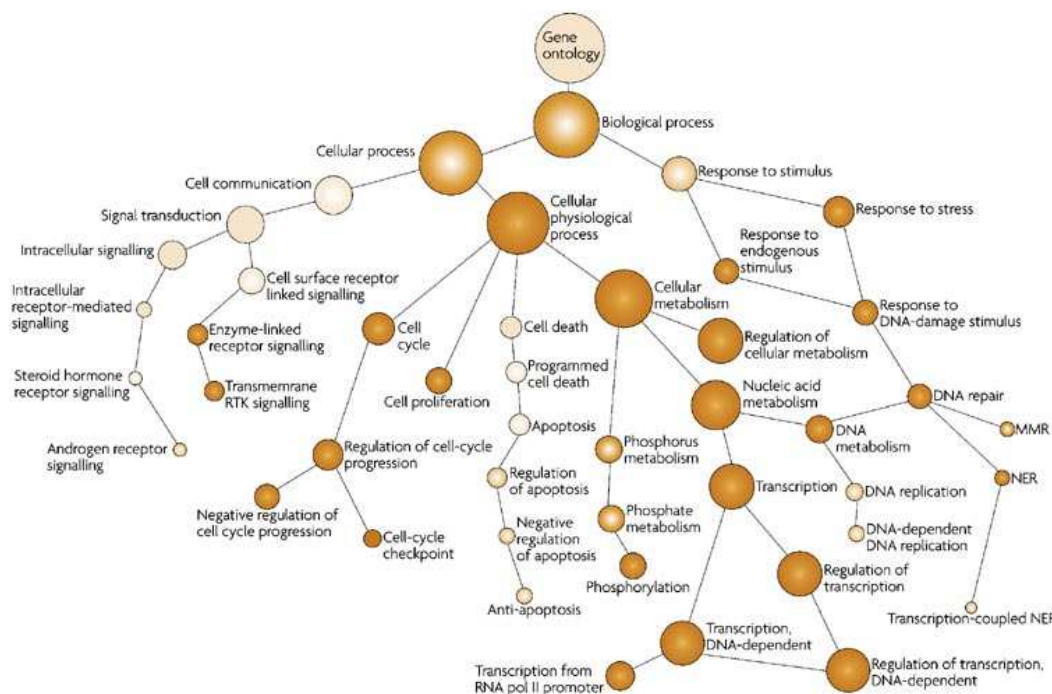 Gene
ontology
Biological process
Cellular process
Response to stimulus
Cell communication
Cellular
physiological
process
Response to stress
Signal transduction
Response to
endogenous
stimulus
Intracellular signalling
Cell surface receptor
linked signalling
Cellular
metabolism
Intracellular
receptor-mediated
signalling
Response to
DNA-damage stimulus
Enzyme-linked
receptor signalling
Cell
cycle
Cell death
Regulation of
cellular metabolism
Steroid hormone
receptor signalling
Transmemrane
RTK signalling
Cell proliferation
Programmed
cell death
Nucleic acid
metabolism
DNA repair
Androgen receptor
signalling
Regulation of cell-cycle
progression
Apoptosis
Phosphorus
metabolism
DNA
metabolism
MMR
Regulation
of apoptosis
Transcription
DNA replication
NER
Negative regulation of
cell cycle progression
Cell-cycle
checkpoint
Negative
regulation
of apoptosis
Phosphate
metabolism
DNA-dependent
DNA replication
Phosphorylation
Regulation of
transcription
Anti-apoptosis
Transcription-coupled NER
Transcription,
DNA-dependent
Transcription from
RNA pol II promoter
Regulation of transcription,
DNA-dependent